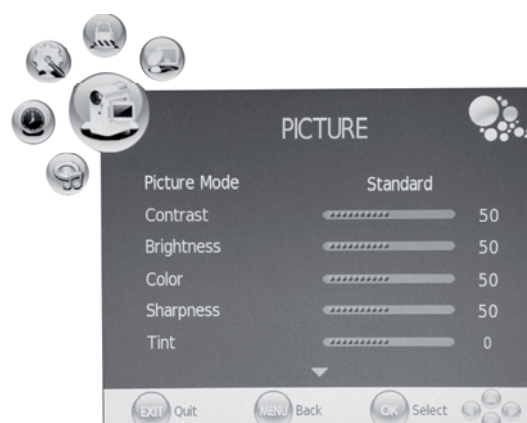 PICTURE
Picture Mode Standard
Contrast 50
Brightness 50
Color 50
Sharpness 50
Tint 0
EXIT Quit MENU Back OK Select